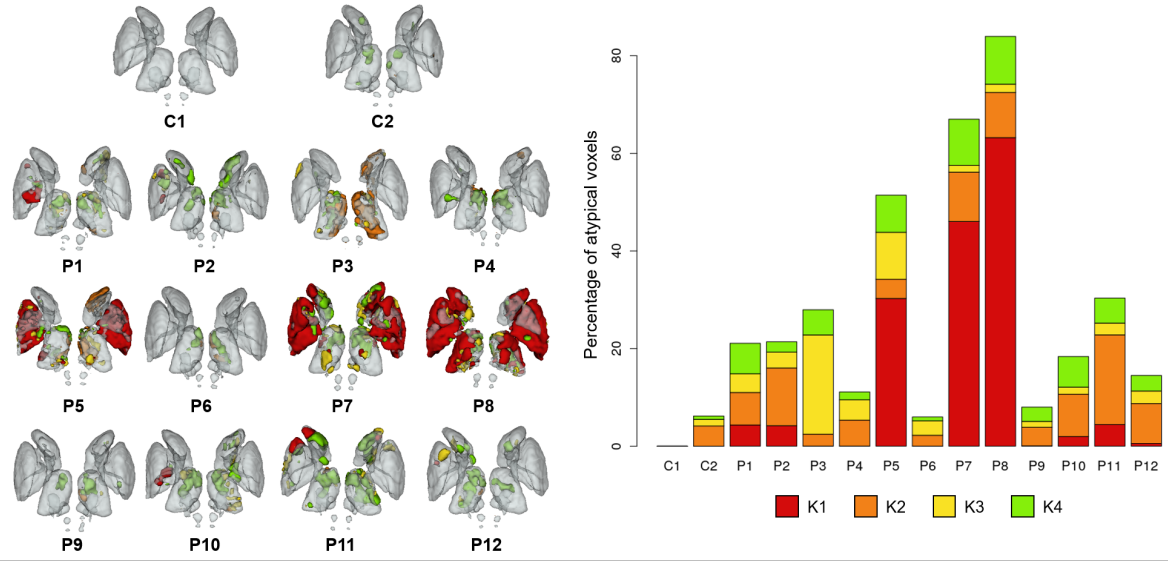 C1 C2
P1 P2 P3 P4
P5 P6 P7 P8
P9 P10 P11 P12
Percentage of atypical voxels
80
60
40
20
0
C1 C2 P1 P2 P3 P4 P5 P6 P7 P8 P9 P10 P11 P12
K1 K2 K3 K4